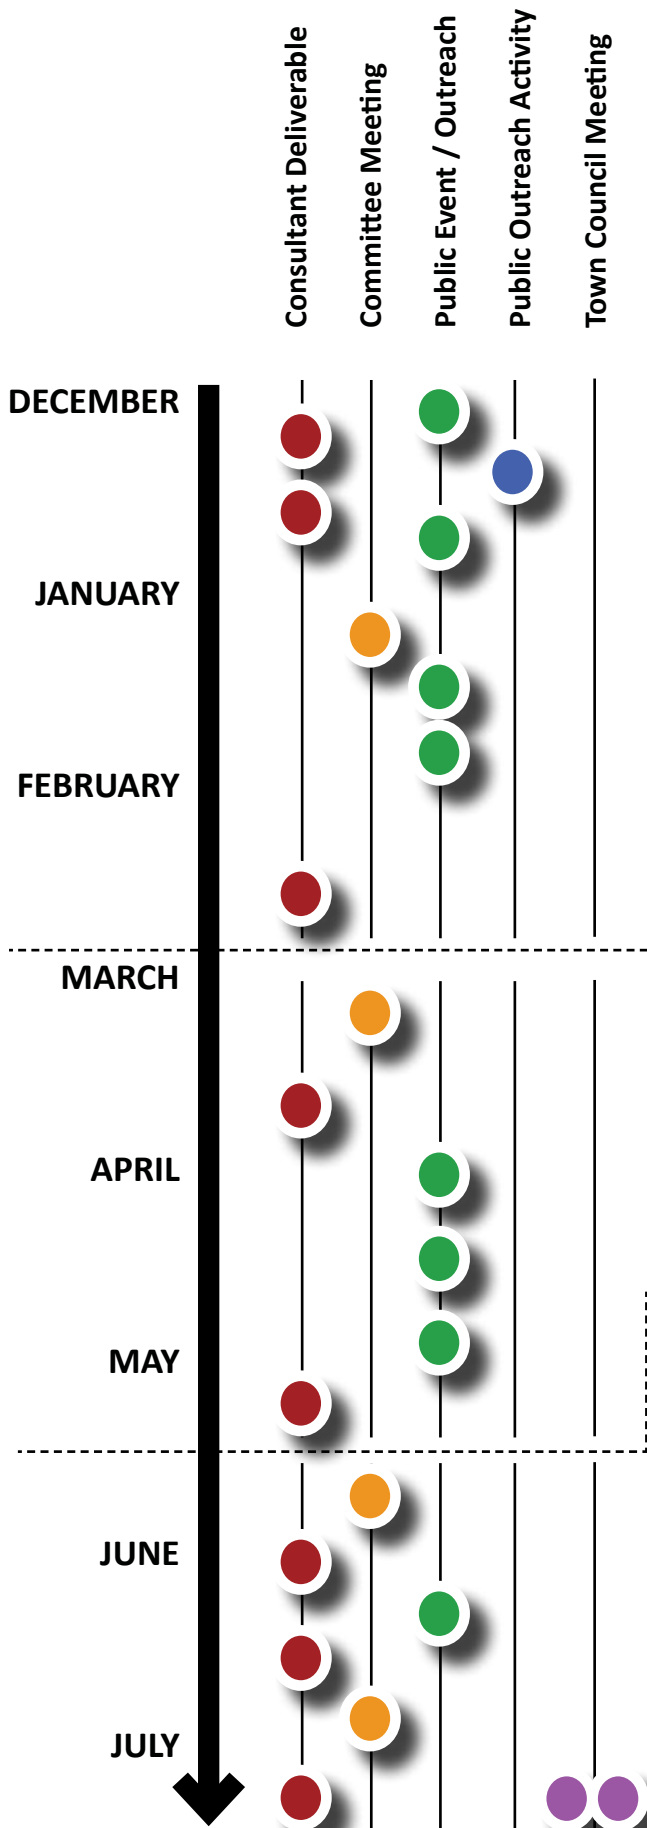 Consultant Deliverable
Committee Meeting
Public Event / Outreach
Public Outreach Activity
Town Council Meeting
DECEMBER
JANUARY
FEBRUARY
MARCH
APRIL
MAY
JUNE
JULY